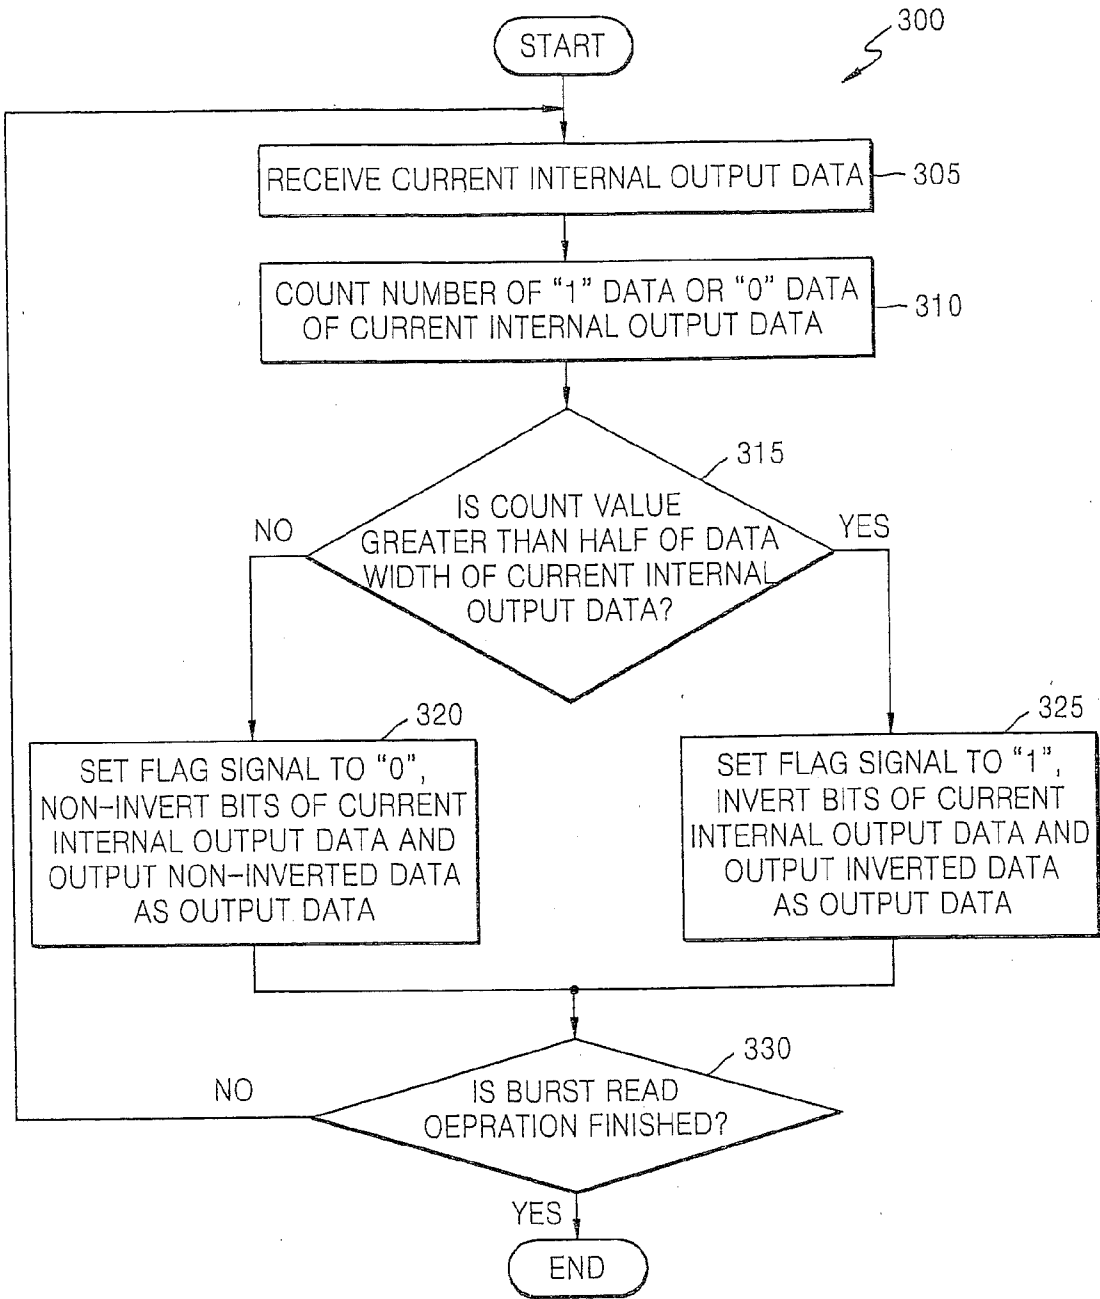 START
300
RECEIVE CURRENT INTERNAL OUTPUT DATA
305
COUNT NUMBER OF “1” DATA OR “0” DATA
OF CURRENT INTERNAL OUTPUT DATA
310
315
IS COUNT VALUE
GREATER THAN HALF OF DATA
WIDTH OF CURRENT INTERNAL
OUTPUT DATA?
NO
YES
320
SET FLAG SIGNAL TO “0”,
NON-INVERT BITS OF CURRENT
INTERNAL OUTPUT DATA AND
OUTPUT NON-INVERTED DATA
AS OUTPUT DATA
325
SET FLAG SIGNAL TO “1”,
INVERT BITS OF CURRENT
INTERNAL OUTPUT DATA AND
OUTPUT INVERTED DATA
AS OUTPUT DATA
330
IS BURST READ
OEPRATION FINISHED?
NO
YES
END